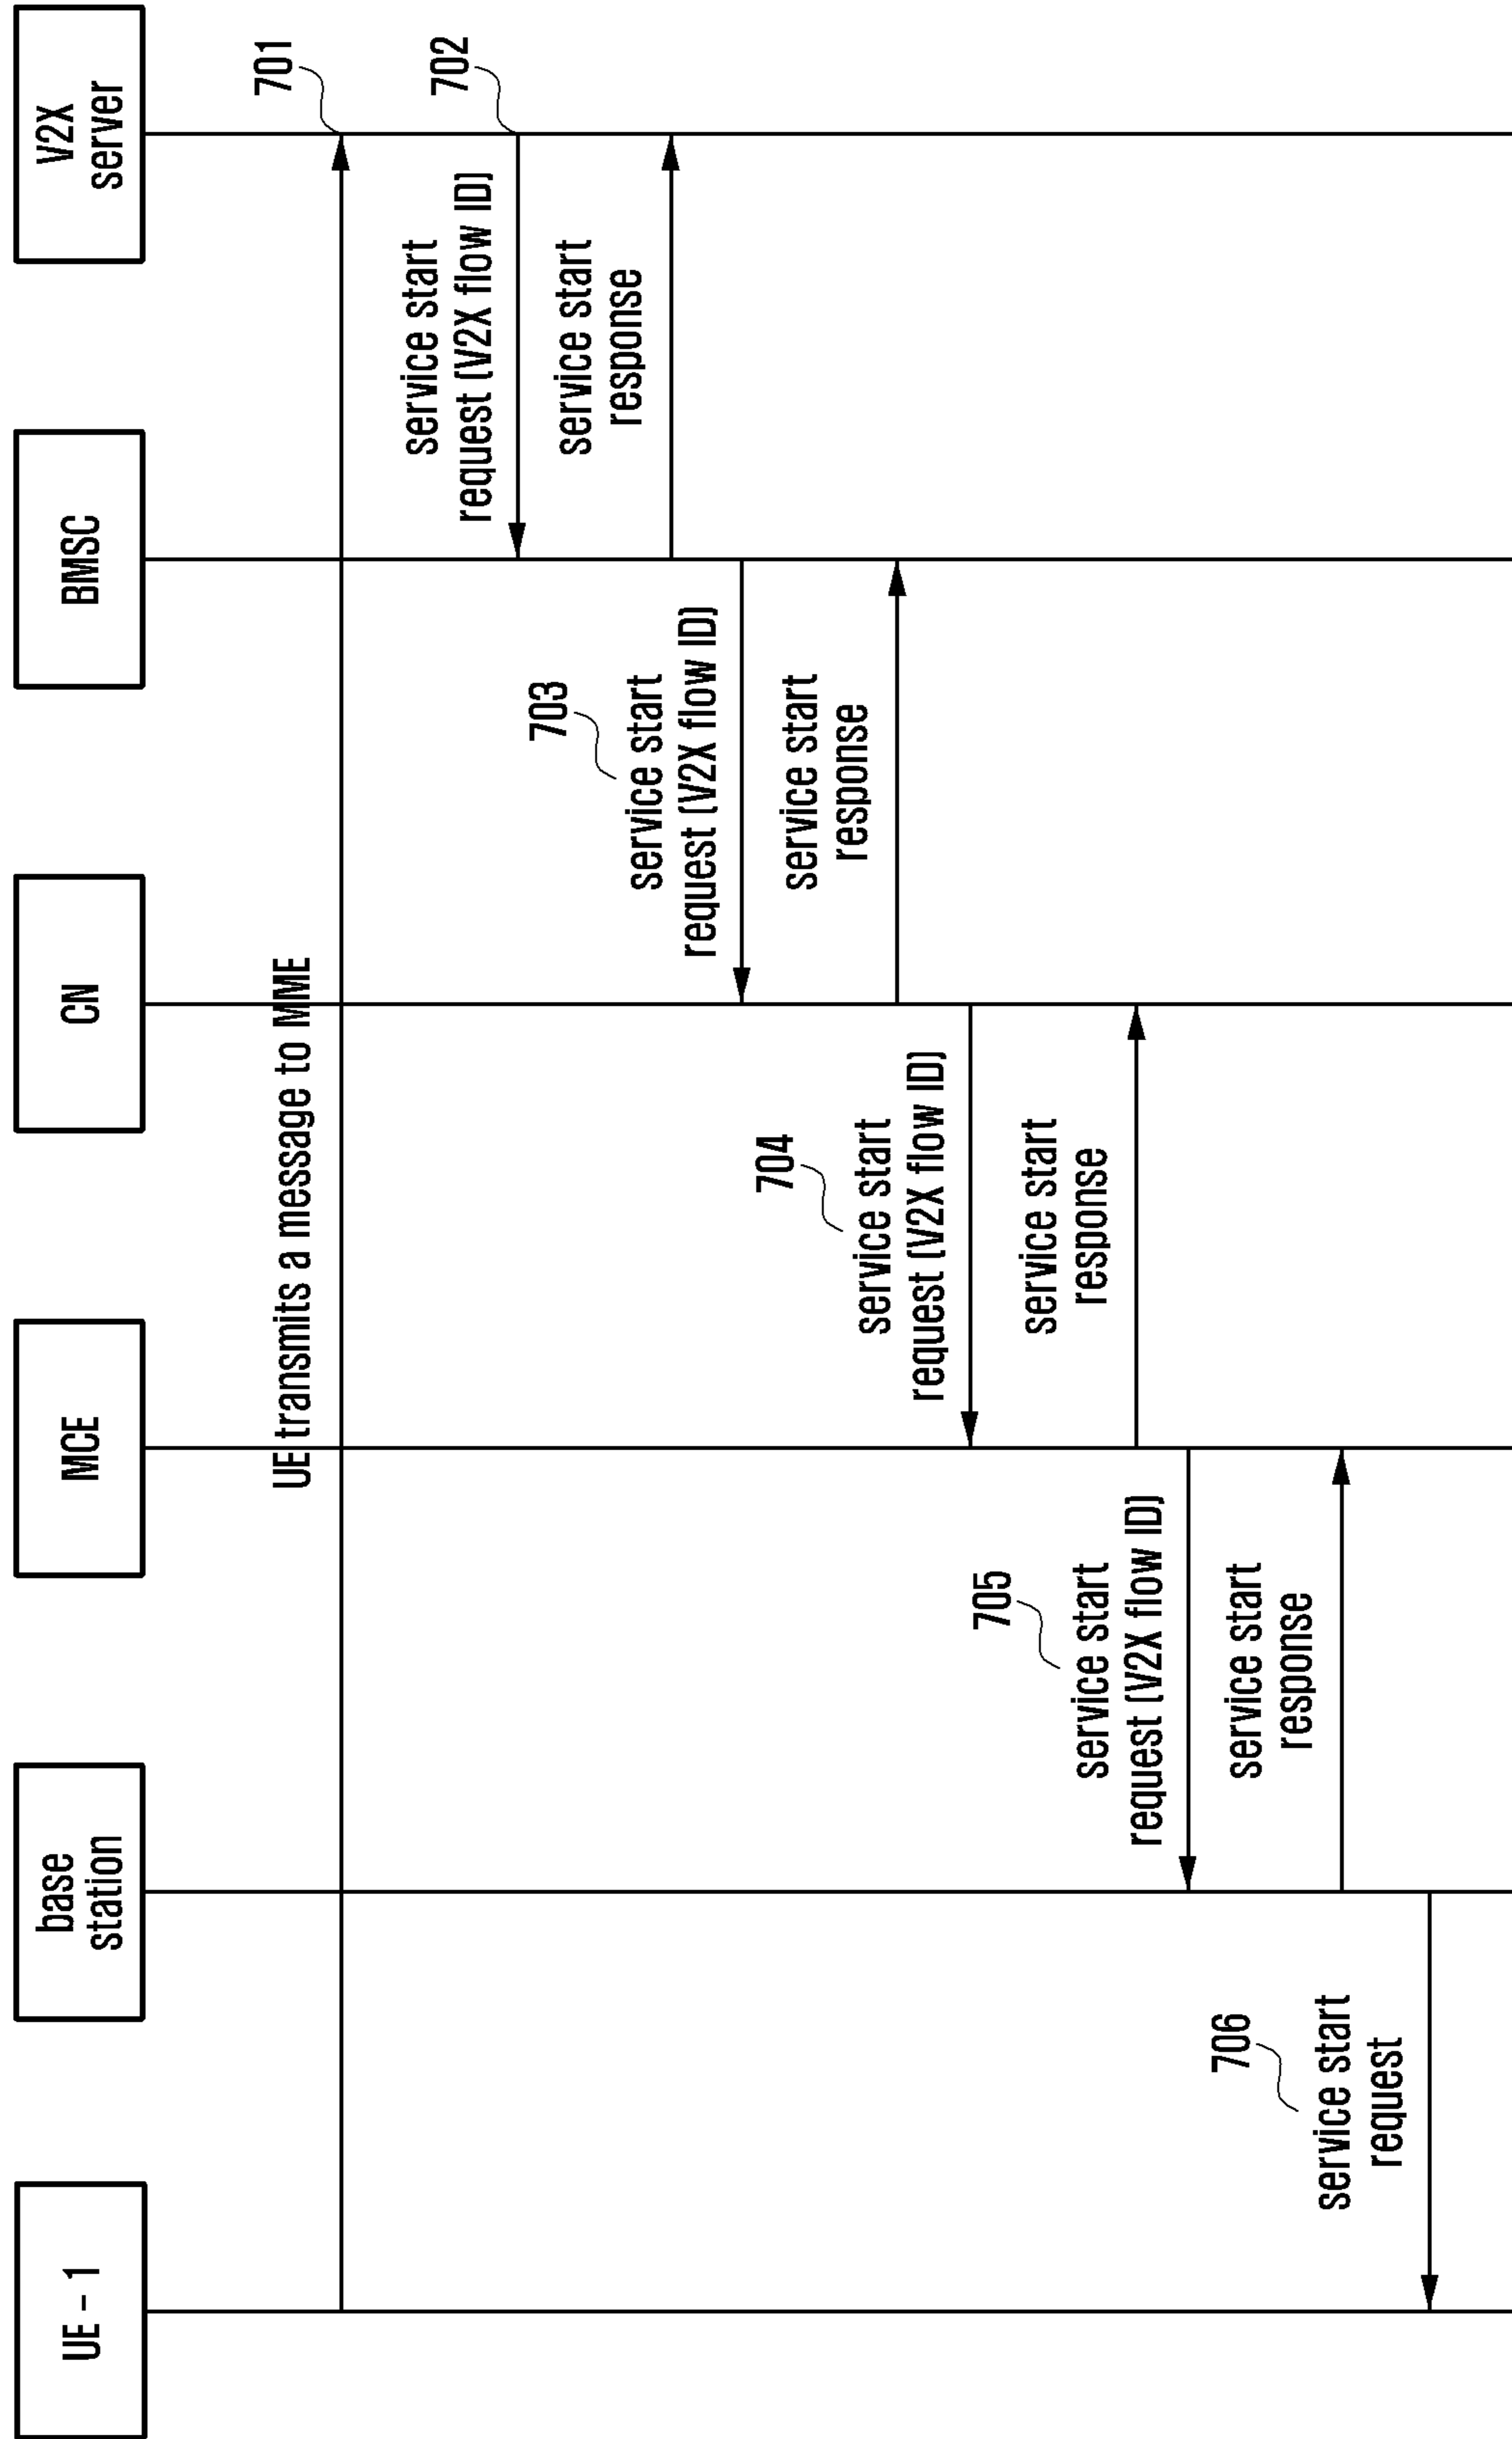 UE – 1
base
station
MCE
CN
BMSC
V2X
server
UE transmits a message to MME
701
service start
request (V2X flow ID)
702
service start
response
703
service start
request (V2X flow ID)
service start
response
704
service start
request (V2X flow ID)
service start
response
705
service start
request (V2X flow ID)
service start
response
706
service start
request